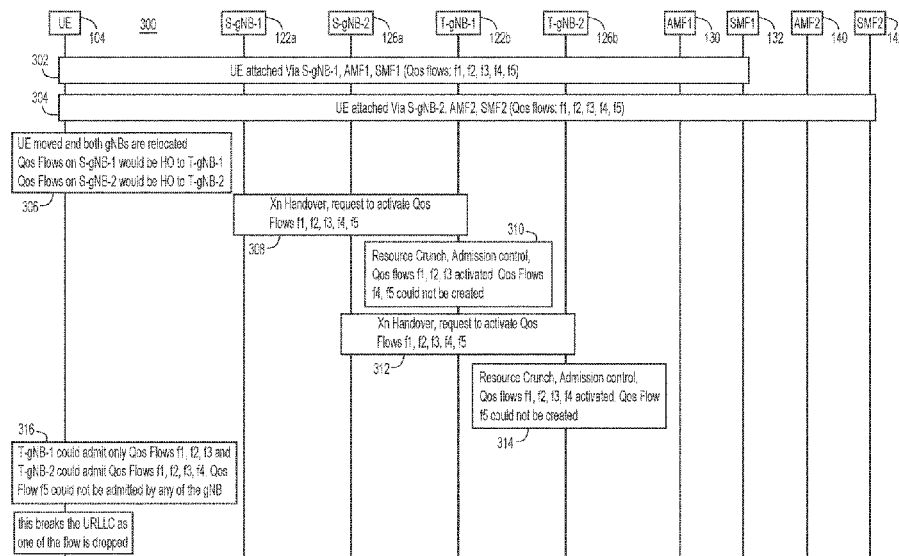 UE
300
S-gNB-1
S-gNB-2
T-gNB-1
T-gNB-2
AMF1
SMF1
AMF2
SMF2
104
122a
126a
122b
126b
130
132
140
302
UE attached Via S-gNB-1, AMF1, SMF1 (Qos flows: f1, f2, f3, f4, f5)
304
UE attached Via S-gNB-2, AMF2, SMF2 (Qos flows: f1, f2, f3, f4, f5)
UE moved and both gNBs are relocated
Qos Flows on S-gNB-1 would be HO to T-gNB-1
Qos Flows on S-gNB-2 would be HO to T-gNB-2
306
Xn Handover, request to activate Qos
Flows f1, f2, f3, f4, f5
308
310
Resource Crunch, Admission control,
Qos flows f1, f2, f3 activated. Qos Flows
f4, f5 could not be created
Xn Handover, request to activate Qos
Flows f1, f2, f3, f4, f5
312
Resource Crunch, Admission control,
Qos flows f1, f2, f3, f4 activated. Qos Flow
f5 could not be created
314
316
T-gNB-1 could admit only Qos Flows f1, f2, f3 and
T-gNB-2 could admit Qos Flows f1, f2, f3, f4. Qos
Flow f5 could not be admitted by any of the gNB
this breaks the URLLC as
one of the flow is dropped